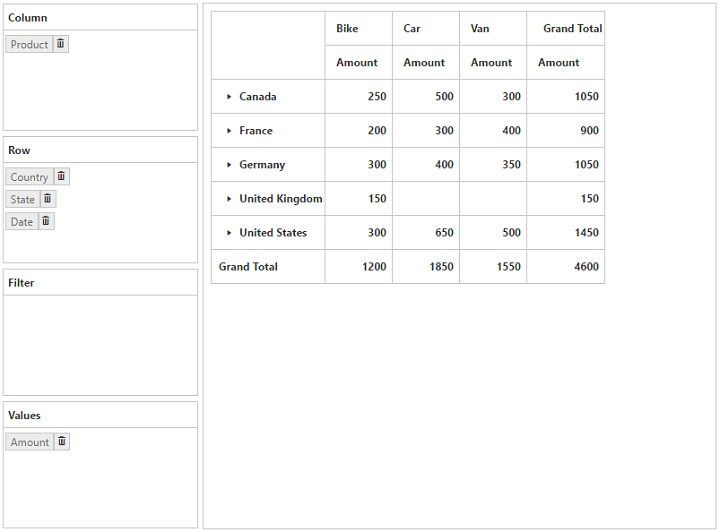 Column
Product
Row
Country
State
Date
Filter
Values
Amount
Bike Car Van Grand Total
Amount Amount Amount Amount
Canada 250 500 300 1050
France 200 300 400 900
Germany 300 400 350 1050
United Kingdom 150 150
United States 300 650 500 1450
Grand Total 1200 1850 1550 4600